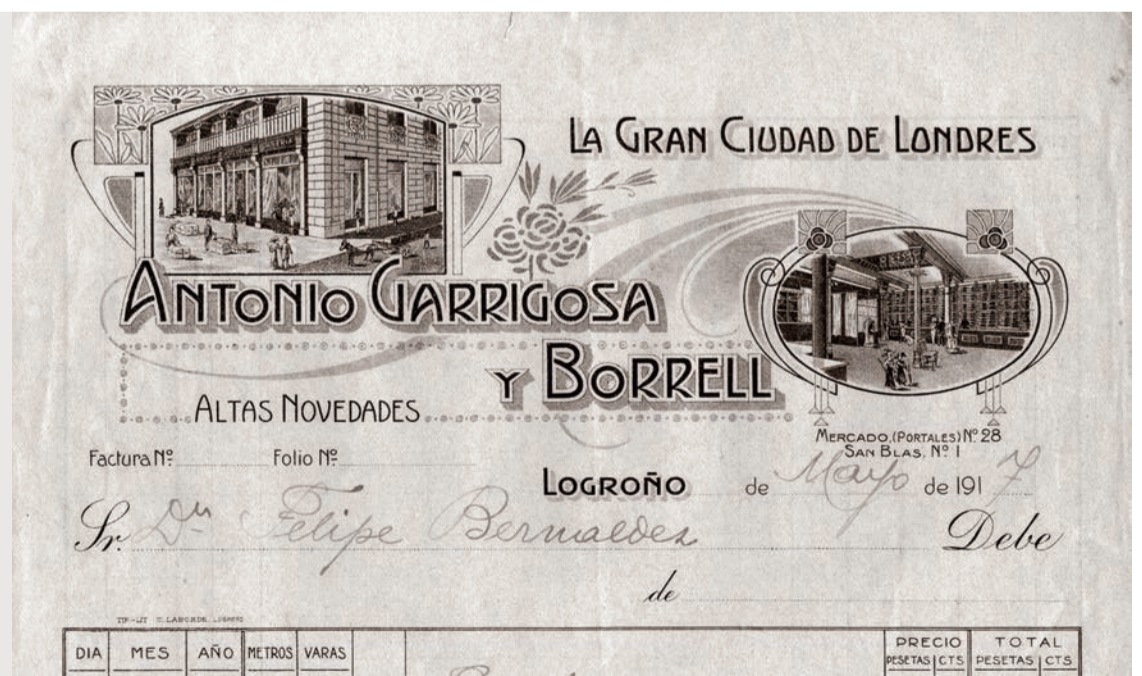 LA GRAN CIUDAD DE LONDRES
ANTONIO GARRIGOSA
Y BORRELL
ALTAS NOVEDADES
MERCADO, (PORTALES) Nº 28
SAN BLAS, Nº 1
Factura Nº Folio Nº
LOGROÑO de Mayo de 1917
Sr. Dn Felipe Bernaldez Debe
de
TIP-LIT
DIA MES AÑO METROS VARAS PRECIO TOTAL
PESETAS CTS PESETAS CTS